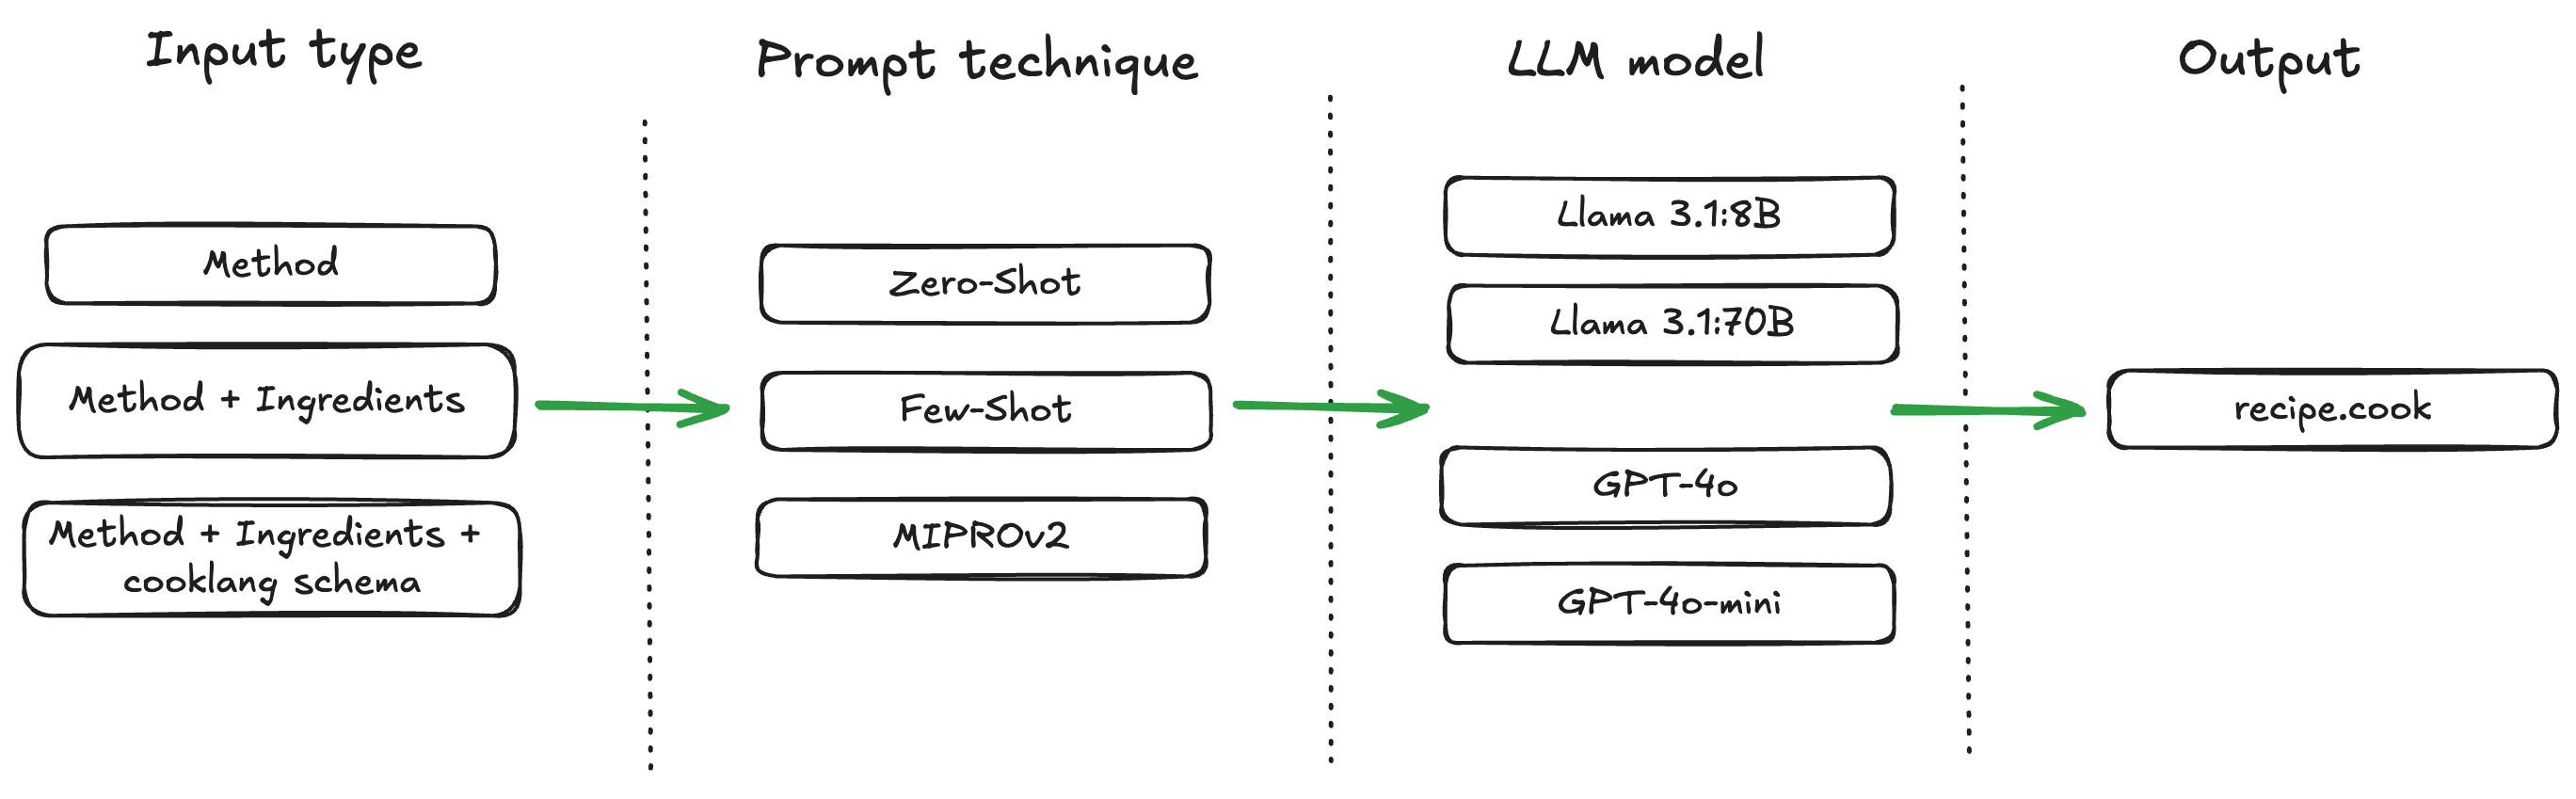 Input type
Prompt technique
LLM model
Output
Method
Method + Ingredients
Method + Ingredients +
cooklang schema
Zero-Shot
Few-Shot
MIPROv2
Llama 3.1:8B
Llama 3.1:70B
GPT-4o
GPT-4o-mini
recipe.cook